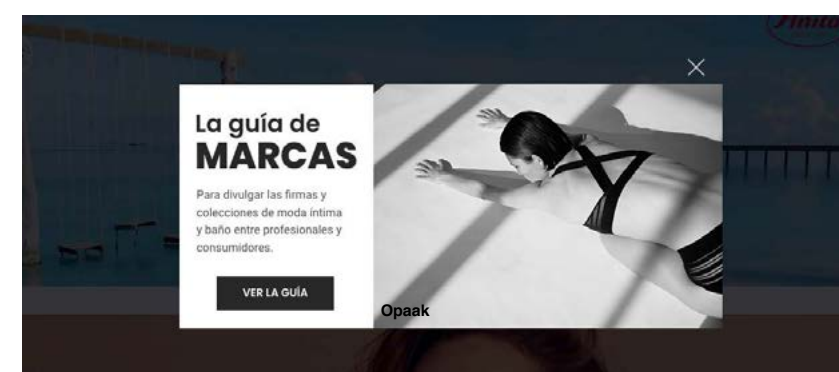 Anita
La guía de
MARCAS
Para divulgar las firmas y
colecciones de moda íntima
y baño entre profesionales y
consumidores.
VER LA GUÍA
Opaak